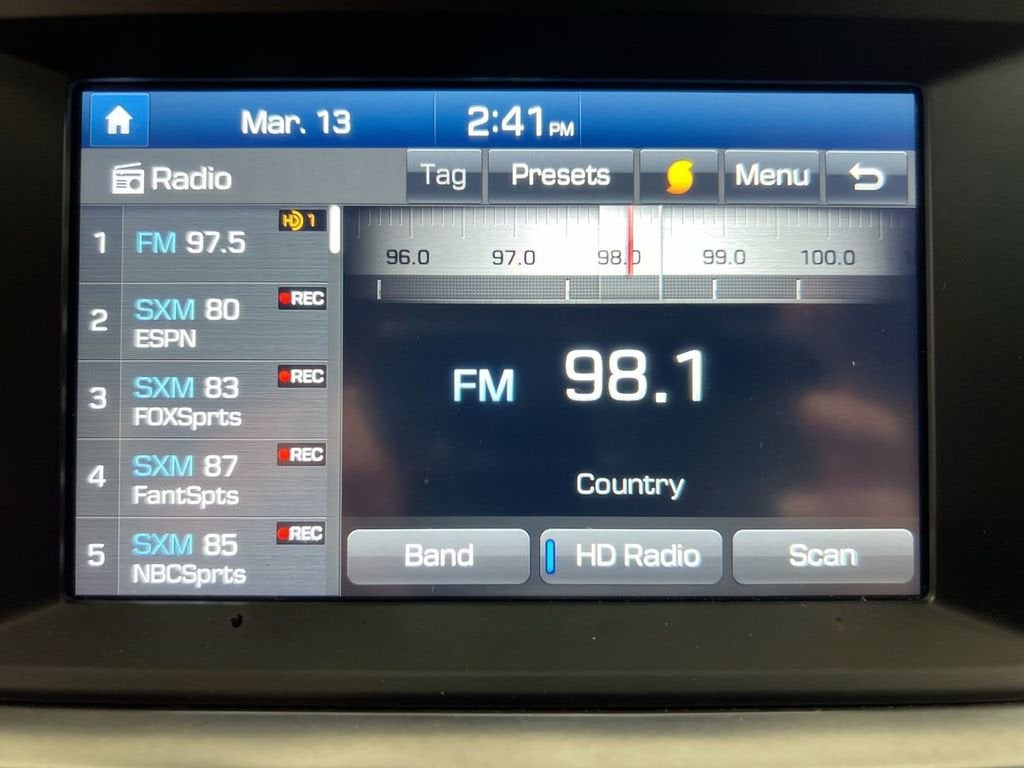 Mar. 13 2:41 PM
Radio Tag Presets Menu
1 FM 97.5 HD 1
2 SXM 80 REC
ESPN
3 SXM 83 REC
FOXSprts
4 SXM 87 REC
FantSpts
5 SXM 85 REC
NBCSprts
96.0 97.0 98.0 99.0 100.0
FM 98.1
Country
Band HD Radio Scan